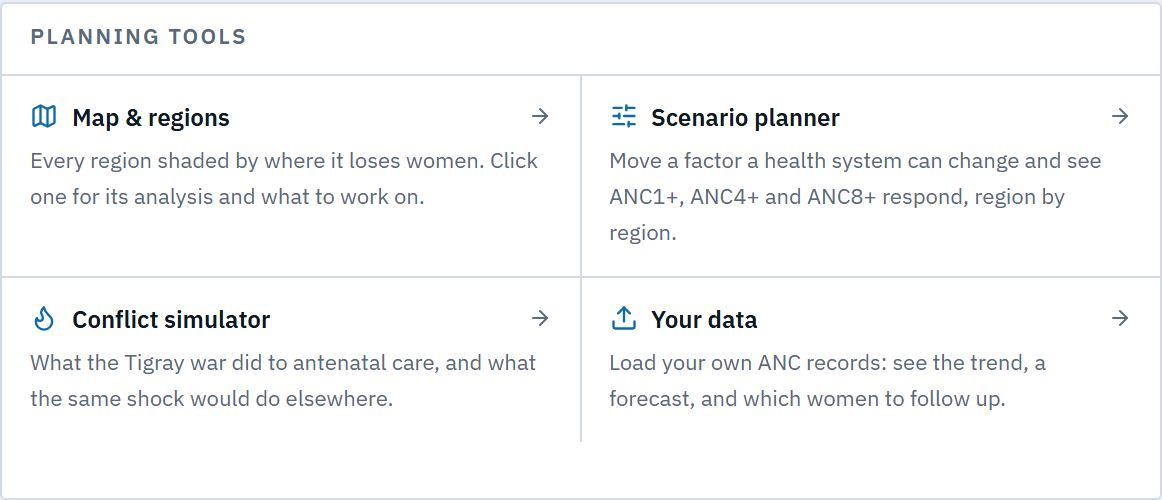 PLANNING TOOLS
Map & regions
Every region shaded by where it loses women. Click
one for its analysis and what to work on.
Scenario planner
Move a factor a health system can change and see
ANC1+, ANC4+ and ANC8+ respond, region by
region.
Conflict simulator
What the Tigray war did to antenatal care, and what
the same shock would do elsewhere.
Your data
Load your own ANC records: see the trend, a
forecast, and which women to follow up.